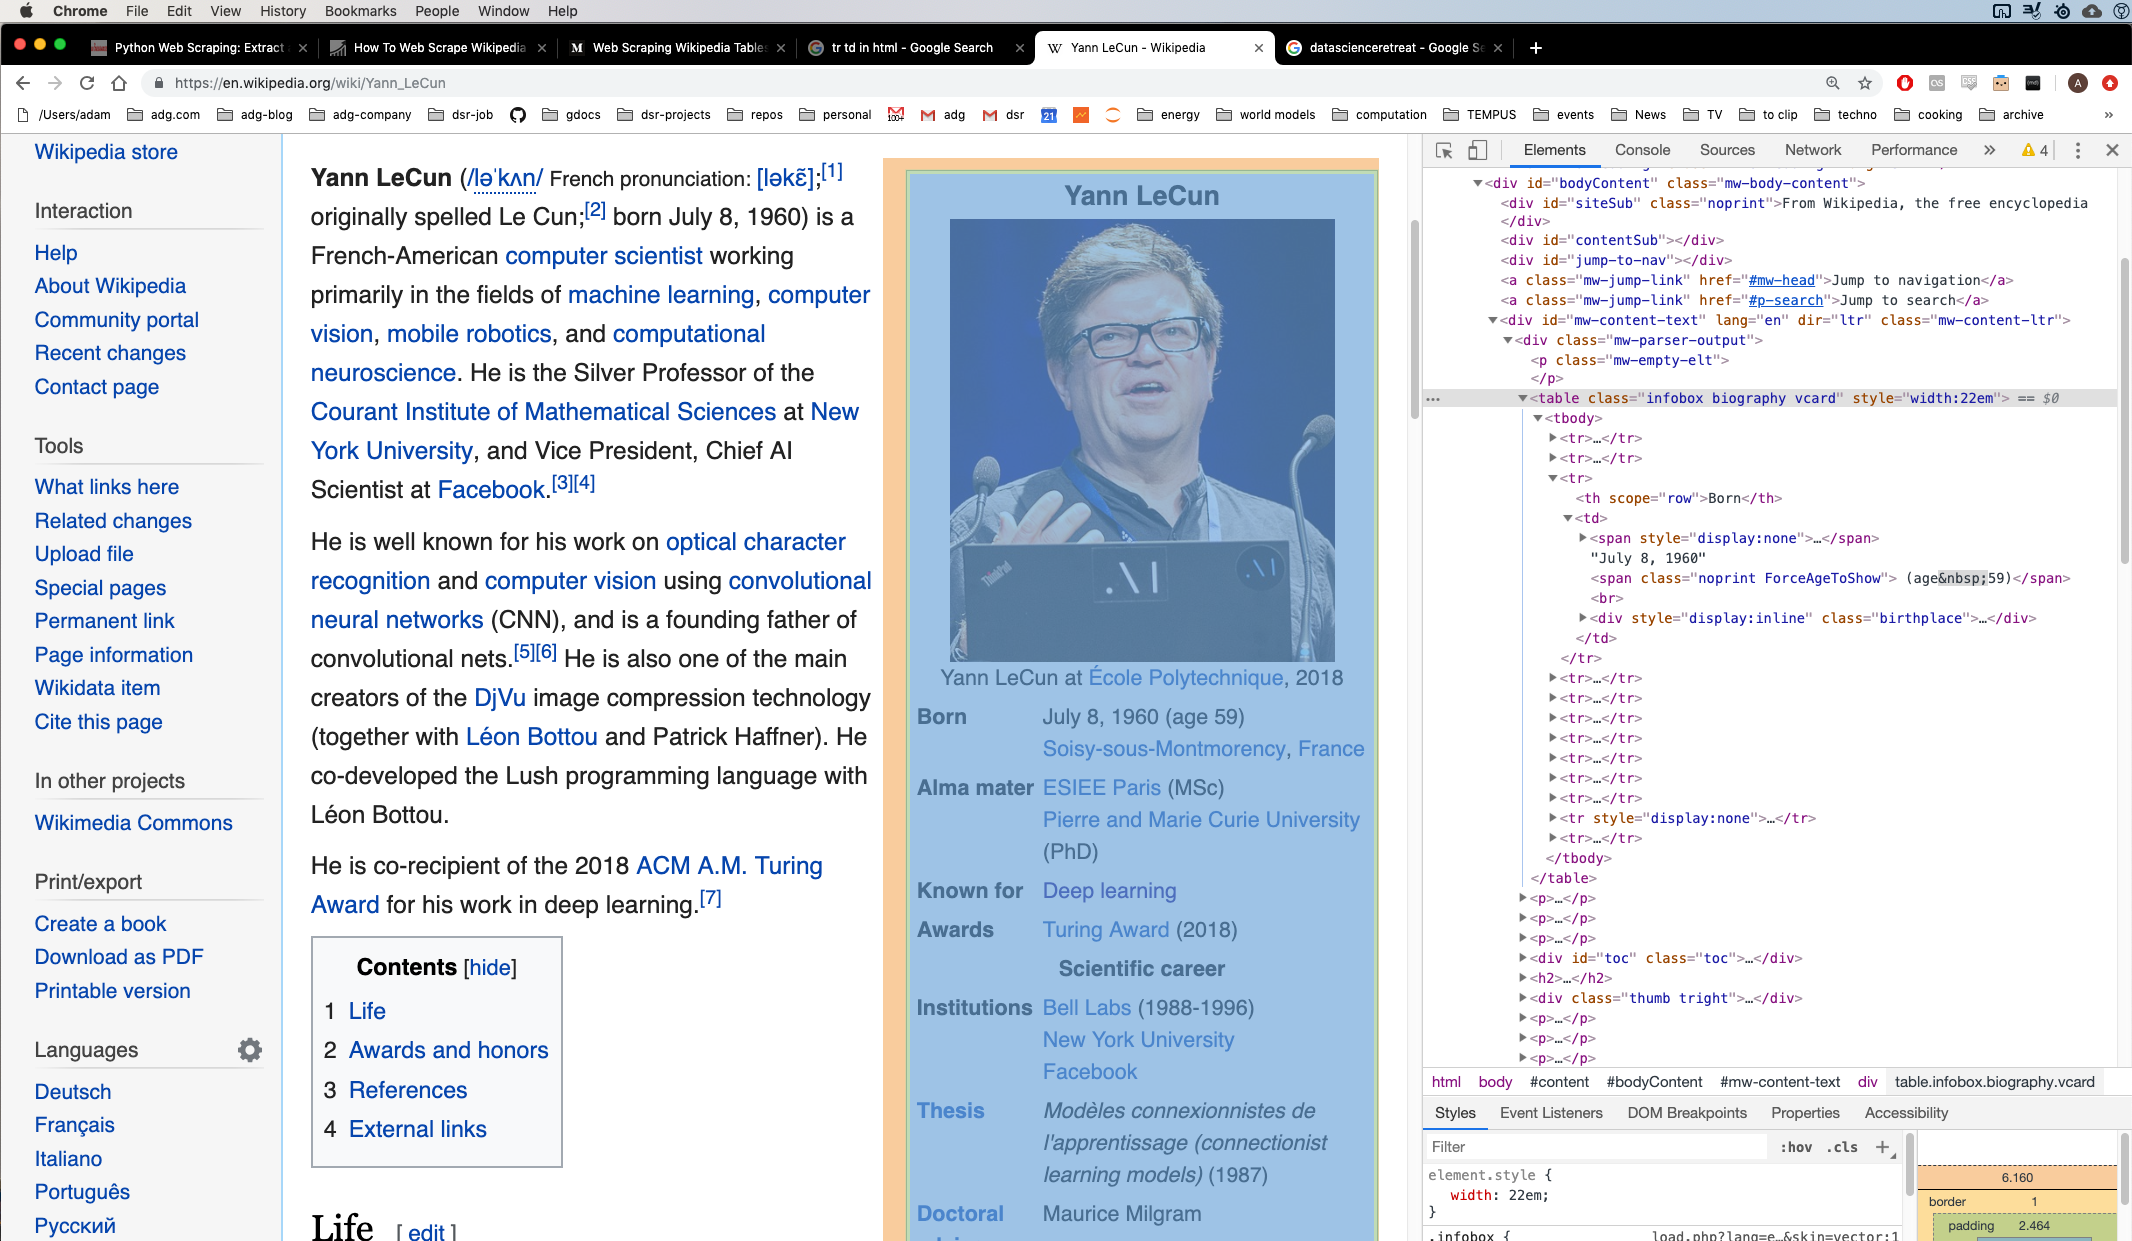 Chrome File Edit View History Bookmarks People Window Help
Python Web Scraping: Extract
How To Web Scrape Wikipedia
Web Scraping Wikipedia Tables
tr td in html - Google Search
Yann LeCun - Wikipedia
datascienceretreat - Google Se
https://en.wikipedia.org/wiki/Yann_LeCun
/Users/adam adg.com adg-blog adg-company dsr-job gdocs dsr-projects repos personal adg dsr 21 energy world models computation TEMPUS events News TV to clip techno cooking archive »
Wikipedia store
Interaction
Help
About Wikipedia
Community portal
Recent changes
Contact page
Tools
What links here
Related changes
Upload file
Special pages
Permanent link
Page information
Wikidata item
Cite this page
In other projects
Wikimedia Commons
Print/export
Create a book
Download as PDF
Printable version
Languages
Deutsch
Français
Italiano
Português
Русский
Yann LeCun (/ləˈkʌn/ French pronunciation: [ləkɛ̃];[1]
originally spelled Le Cun;[2] born July 8, 1960) is a
French-American computer scientist working
primarily in the fields of machine learning, computer
vision, mobile robotics, and computational
neuroscience. He is the Silver Professor of the
Courant Institute of Mathematical Sciences at New
York University, and Vice President, Chief AI
Scientist at Facebook.[3][4]
He is well known for his work on optical character
recognition and computer vision using convolutional
neural networks (CNN), and is a founding father of
convolutional nets.[5][6] He is also one of the main
creators of the DjVu image compression technology
(together with Léon Bottou and Patrick Haffner). He
co-developed the Lush programming language with
Léon Bottou.
He is co-recipient of the 2018 ACM A.M. Turing
Award for his work in deep learning.[7]
Contents [hide]
1 Life
2 Awards and honors
3 References
4 External links
Life [ edit ]
Yann LeCun
ThinkPad
.\I
.\I
Yann LeCun at École Polytechnique, 2018
Born July 8, 1960 (age 59)
Soisy-sous-Montmorency, France
Alma mater ESIEE Paris (MSc)
Pierre and Marie Curie University
(PhD)
Known for Deep learning
Awards Turing Award (2018)
Scientific career
Institutions Bell Labs (1988-1996)
New York University
Facebook
Thesis Modèles connexionnistes de
l'apprentissage (connectionist
learning models) (1987)
Doctoral Maurice Milgram
Elements Console Sources Network Performance » 4
<div id="bodyContent" class="mw-body-content">
<div id="siteSub" class="noprint">From Wikipedia, the free encyclopedia
</div>
<div id="contentSub"></div>
<div id="jump-to-nav"></div>
<a class="mw-jump-link" href="#mw-head">Jump to navigation</a>
<a class="mw-jump-link" href="#p-search">Jump to search</a>
<div id="mw-content-text" lang="en" dir="ltr" class="mw-content-ltr">
<div class="mw-parser-output">
<p class="mw-empty-elt">
</p>
<table class="infobox biography vcard" style="width:22em"> == $0
<tbody>
<tr>…</tr>
<tr>…</tr>
<tr>
<th scope="row">Born</th>
<td>
<span style="display:none">…</span>
"July 8, 1960"
<span class="noprint ForceAgeToShow"> (age&nbsp;59)</span>
<br>
<div style="display:inline" class="birthplace">…</div>
</td>
</tr>
<tr>…</tr>
<tr>…</tr>
<tr>…</tr>
<tr>…</tr>
<tr>…</tr>
<tr>…</tr>
<tr>…</tr>
<tr style="display:none">…</tr>
<tr>…</tr>
</tbody>
</table>
<p>…</p>
<p>…</p>
<p>…</p>
<div id="toc" class="toc">…</div>
<h2>…</h2>
<div class="thumb tright">…</div>
<p>…</p>
<p>…</p>
<p>…</p>
html body #content #bodyContent #mw-content-text div table.infobox.biography.vcard
Styles Event Listeners DOM Breakpoints Properties Accessibility
Filter :hov .cls +
element.style {
width: 22em;
}
.infobox { load.php?lang=e…&skin=vector:1
6.160
border 1
padding 2.464